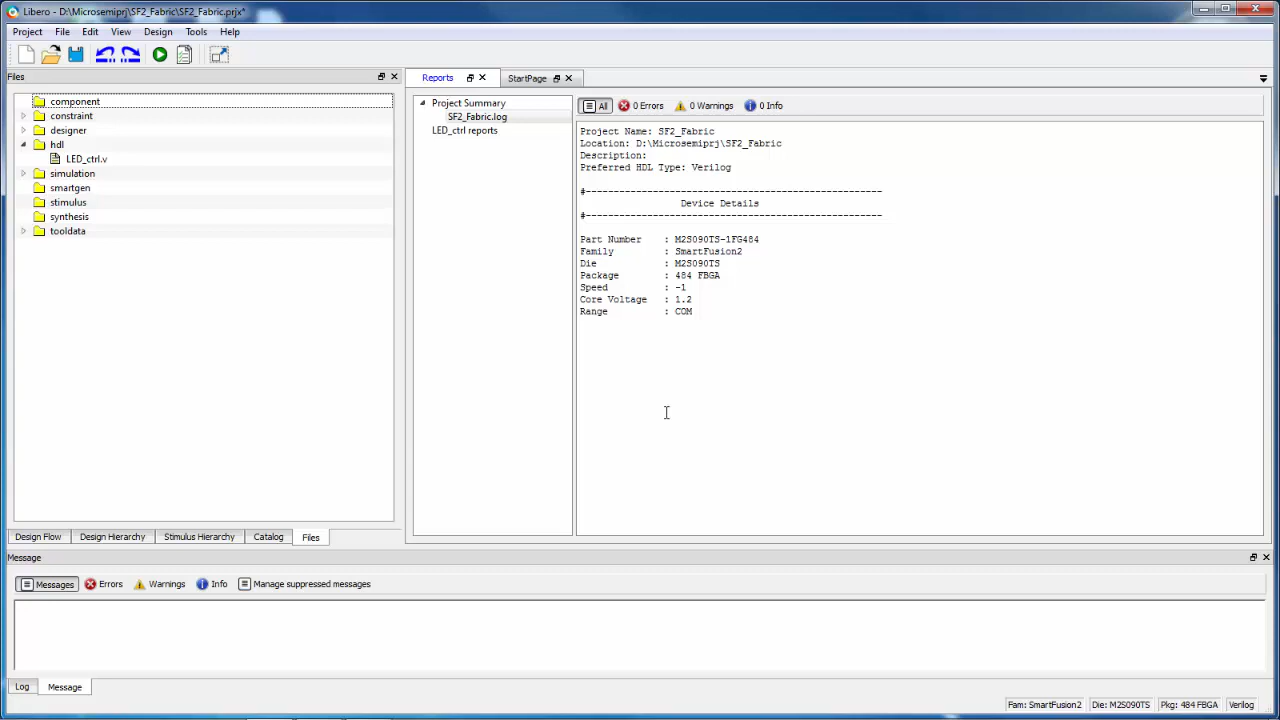 Libero - D:\Microsemiprj\SF2_Fabric\SF2_Fabric.prjx*
Project File Edit View Design Tools Help
Files
component
constraint
designer
hdl
LED_ctrl.v
simulation
smartgen
stimulus
synthesis
tooldata
Design Flow Design Hierarchy Stimulus Hierarchy Catalog Files
Reports StartPage
Project Summary
SF2_Fabric.log
LED_ctrl reports
All 0 Errors 0 Warnings 0 Info
Project Name: SF2_Fabric
Location: D:\Microsemiprj\SF2_Fabric
Description:
Preferred HDL Type: Verilog
#----------------------------------------------------
Device Details
#----------------------------------------------------
Part Number : M2S090TS-1FG484
Family : SmartFusion2
Die : M2S090TS
Package : 484 FBGA
Speed : -1
Core Voltage : 1.2
Range : COM
Message
Messages Errors Warnings Info Manage suppressed messages
Log Message
Fam: SmartFusion2 Die: M2S090TS Pkg: 484 FBGA Verilog